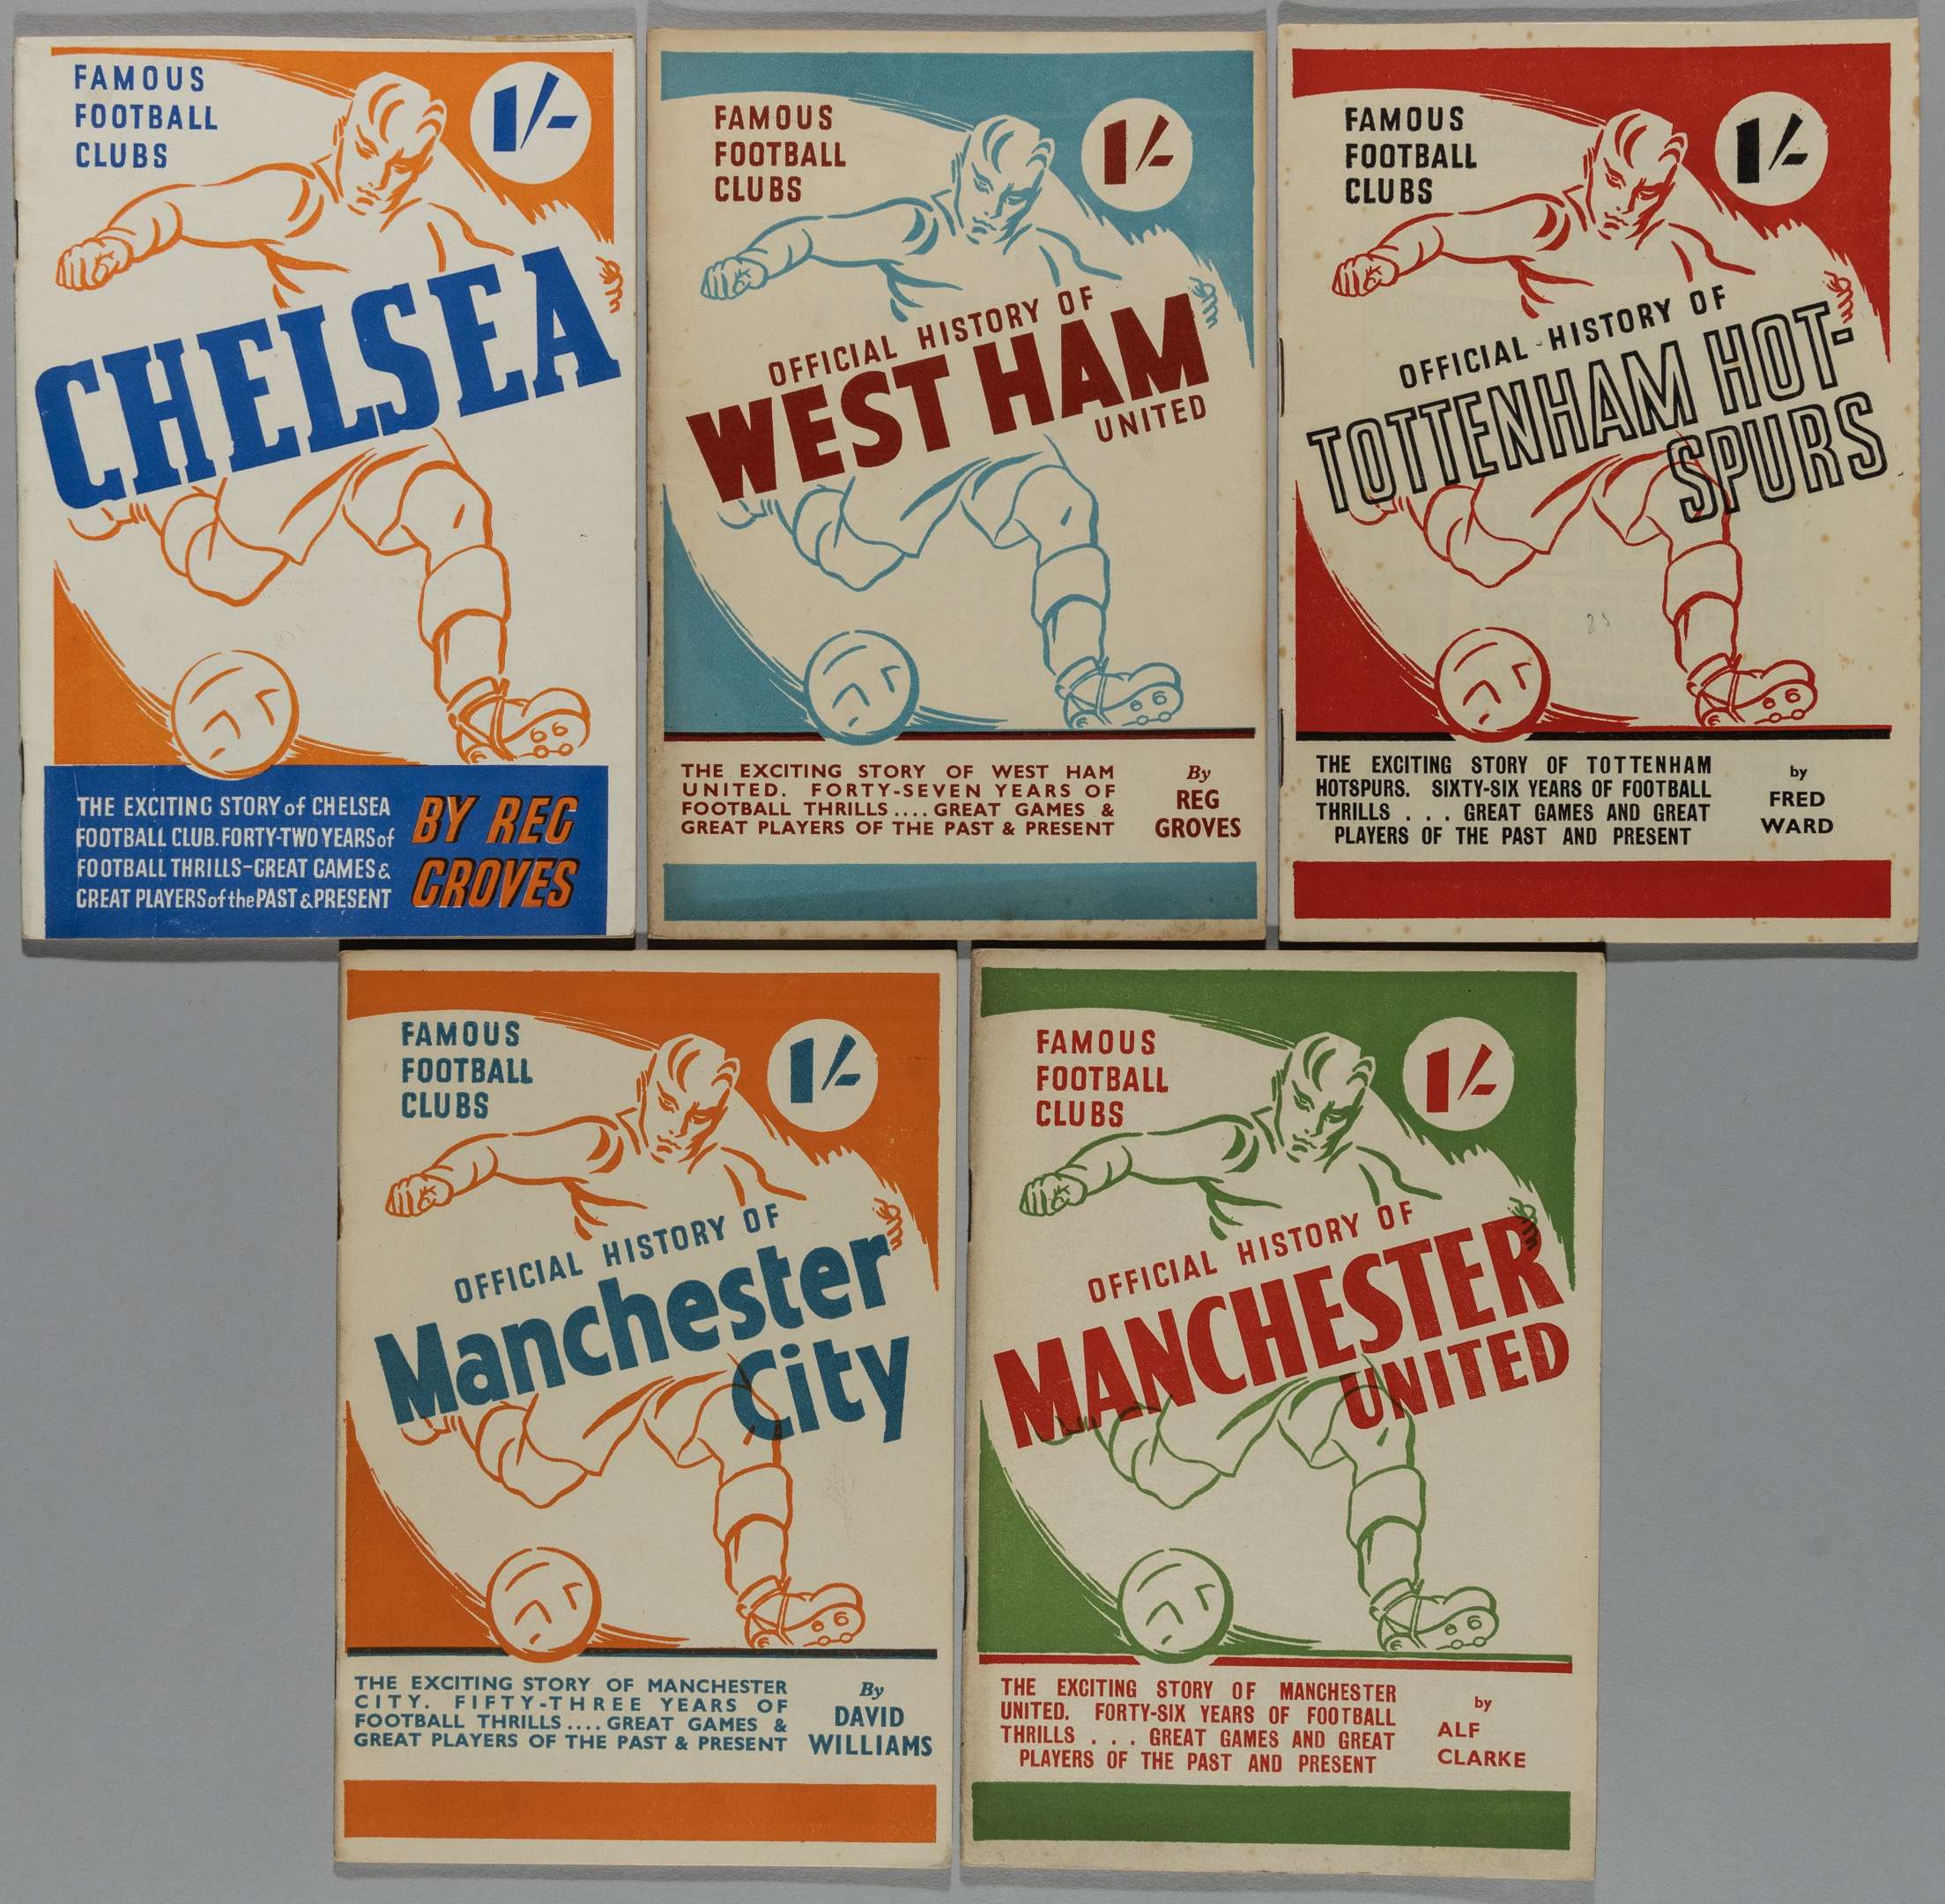 FAMOUS
FOOTBALL
CLUBS
1/-
CHELSEA
THE EXCITING STORY of CHELSEA
FOOTBALL CLUB. FORTY-TWO YEARS of
FOOTBALL THRILLS-GREAT GAMES &
GREAT PLAYERS of the PAST & PRESENT
BY REG
GROVES
FAMOUS
FOOTBALL
CLUBS
1/-
OFFICIAL HISTORY OF
WEST HAM
UNITED
THE EXCITING STORY OF WEST HAM
UNITED. FORTY-SEVEN YEARS OF
FOOTBALL THRILLS.... GREAT GAMES &
GREAT PLAYERS OF THE PAST & PRESENT
By
REG
GROVES
FAMOUS
FOOTBALL
CLUBS
1/-
OFFICIAL HISTORY OF
TOTTENHAM HOT-
SPURS
25
THE EXCITING STORY OF TOTTENHAM
HOTSPURS. SIXTY-SIX YEARS OF FOOTBALL
THRILLS . . . GREAT GAMES AND GREAT
PLAYERS OF THE PAST AND PRESENT
by
FRED
WARD
FAMOUS
FOOTBALL
CLUBS
1/-
OFFICIAL HISTORY OF
Manchester
City
THE EXCITING STORY OF MANCHESTER
CITY. FIFTY-THREE YEARS OF
FOOTBALL THRILLS.... GREAT GAMES &
GREAT PLAYERS OF THE PAST & PRESENT
By
DAVID
WILLIAMS
FAMOUS
FOOTBALL
CLUBS
1/-
OFFICIAL HISTORY OF
MANCHESTER
UNITED
THE EXCITING STORY OF MANCHESTER
UNITED. FORTY-SIX YEARS OF FOOTBALL
THRILLS . . . GREAT GAMES AND GREAT
PLAYERS OF THE PAST AND PRESENT
by
ALF
CLARKE